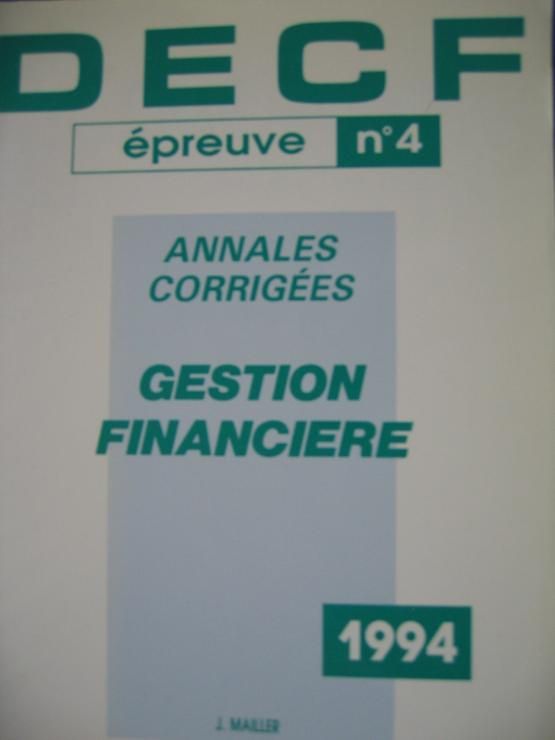 DECF
épreuve n°4
ANNALES
CORRIGÉES
GESTION
FINANCIERE
1994
J. MAILLER